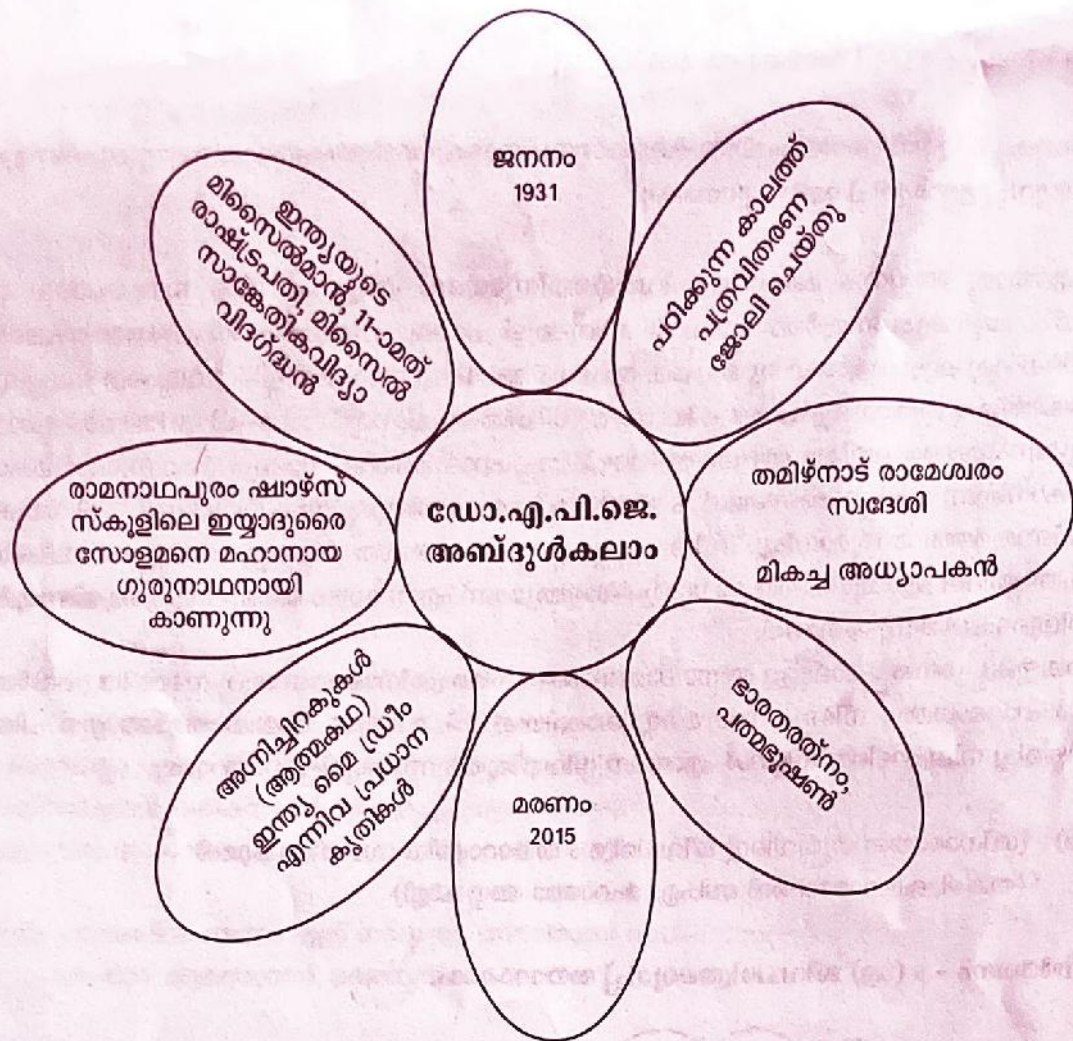 ജനനം
1931
പഠിക്കുന്ന കാലത്ത്
പത്രവിതരണ
ജോലി ചെയ്തു
തമിഴ്നാട് രാമേശ്വരം
സ്വദേശി
മികച്ച അധ്യാപകൻ
ഭാരതരത്നം,
പത്മഭൂഷൺ
മരണം
2015
അഗ്നിച്ചിറകുകൾ
(ആത്മകഥ)
ഇന്ത്യ മൈ ഡ്രീം
എന്നിവ പ്രധാന
കൃതികൾ
രാമനാഥപുരം ഷ്വാഴ്സ്
സ്കൂളിലെ ഇയ്യാദുരൈ
സോളമനെ മഹാനായ
ഗുരുനാഥനായി
കാണുന്നു
ഇന്ത്യയുടെ
മിസൈൽമാൻ, 11-ാമത്
രാഷ്ട്രപതി, മിസൈൽ
സാങ്കേതികവിദ്യാ
വിദഗ്ദ്ധൻ
ഡോ.എ.പി.ജെ.
അബ്ദുൾകലാം